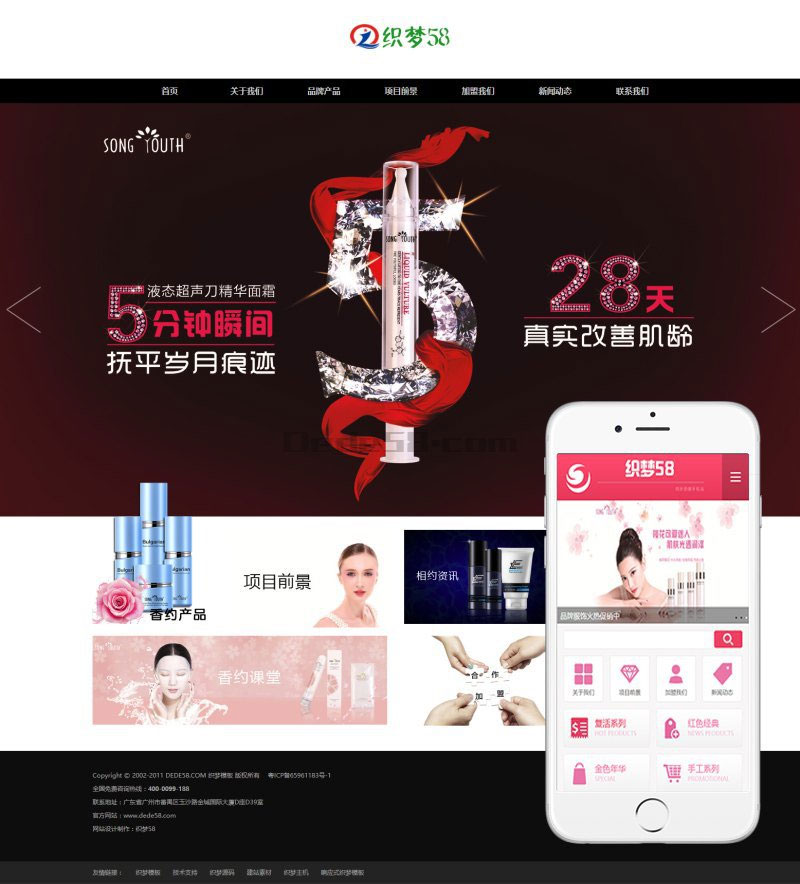 织梦58
首页 关于我们 品牌产品 项目前景 加盟我们 新闻动态 联系我们
SONG YOUTH®
液态超声刀精华面霜
5分钟瞬间
抚平岁月痕迹
SONG YOUTH
LIQUID VULTURE
28天
真实改善肌龄
Dede58.com
Bulgarian
Bulgarian
Bulgarian
香约产品
项目前景
相约资讯
SONG YOUTH
香约课堂
合作
加盟
织梦58
SONG YOUTH
品牌服饰火热促销中
关于我们 项目前景 加盟我们 新闻动态
复活系列
HOT PRODUCTS
红色经典
NEWS PRODUCTS
金色年华
SPECIAL
手工系列
PROMOTIONAL
Copyright © 2002-2011 DEDE58.COM 织梦模板 版权所有 粤ICP备65961183号-1
全国免费咨询热线：400-0099-188
联系地址：广东省广州市番禺区玉沙路金城国际大厦D座D39室
官方网站：www.dede58.com
网站设计制作：织梦58
友情链接： 织梦模板 技术支持 织梦源码 建站素材 织梦主机 响应式织梦模板